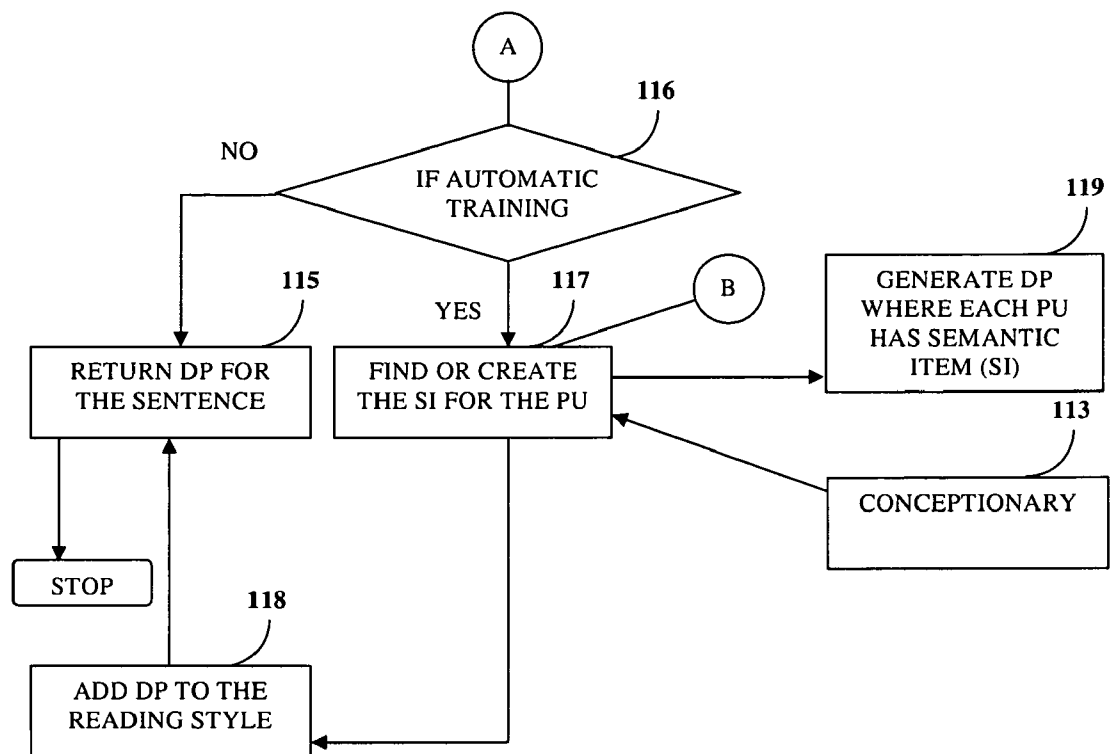 A
116
NO
IF AUTOMATIC
TRAINING
119
115
117
B
GENERATE DP
WHERE EACH PU
HAS SEMANTIC
ITEM (SI)
YES
RETURN DP FOR
THE SENTENCE
FIND OR CREATE
THE SI FOR THE PU
113
CONCEPTIONARY
STOP
118
ADD DP TO THE
READING STYLE